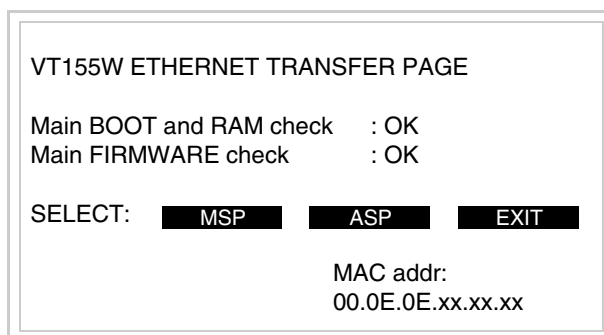 VT155W ETHERNET TRANSFER PAGE
Main BOOT and RAM check : OK
Main FIRMWARE check : OK
SELECT: MSP ASP EXIT
MAC addr:
00.0E.0E.xx.xx.xx